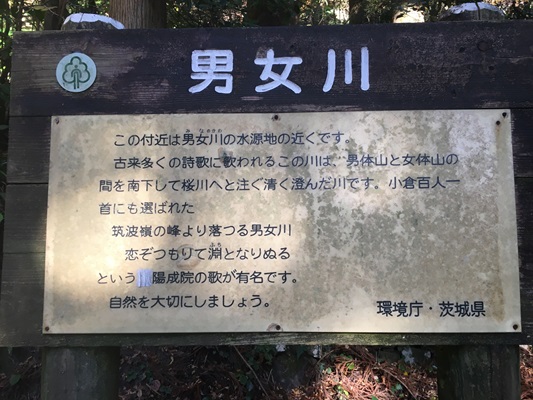 男女川
この付近は男女川の水源地の近くです。
古来多くの詩歌に歌われるこの川は、男体山と女体山の
間を南下して桜川へと注ぐ清く澄んだ川です。小倉百人一
首にも選ばれた
筑波嶺の峰より落つる男女川
恋ぞつもりて淵となりぬる
という陽成院の歌が有名です。
自然を大切にしましょう。
環境庁・茨城県